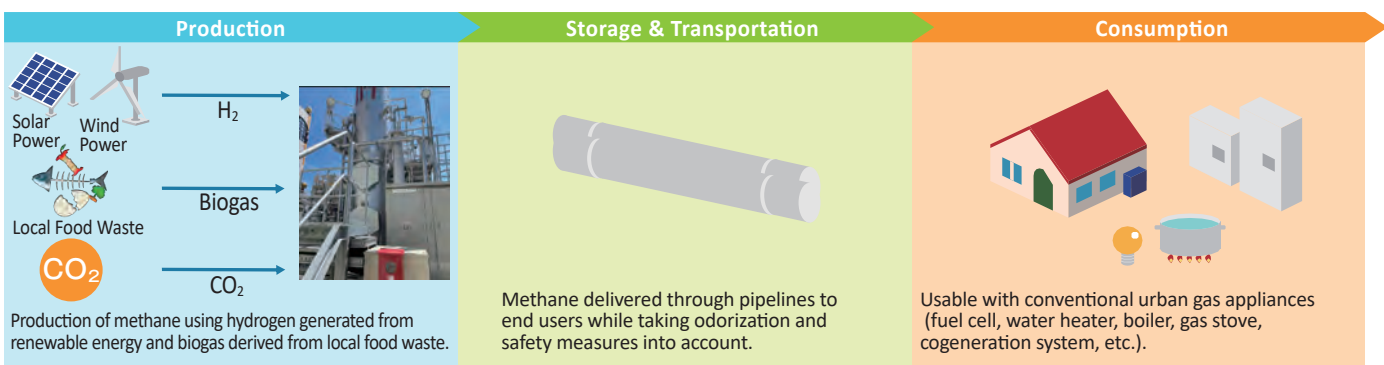 Production
Storage & Transportation
Consumption
Solar
Power
Wind
Power
H₂
Local Food Waste
Biogas
CO₂
CO₂
Production of methane using hydrogen generated from
renewable energy and biogas derived from local food waste.
Methane delivered through pipelines to
end users while taking odorization and
safety measures into account.
Usable with conventional urban gas appliances
(fuel cell, water heater, boiler, gas stove,
cogeneration system, etc.).